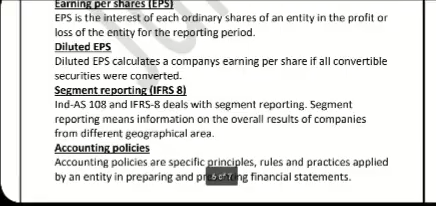 Earning per shares (EPS)
EPS is the interest of each ordinary shares of an entity in the profit or
loss of the entity for the reporting period.
Diluted EPS
Diluted EPS calculates a companys earning per share if all convertible
securities were converted.
Segment reporting (IFRS 8)
Ind-AS 108 and IFRS-8 deals with segment reporting. Segment
reporting means information on the overall results of companies
from different geographical area.
Accounting policies
Accounting policies are specific principles, rules and practices applied
by an entity in preparing and financial statements.